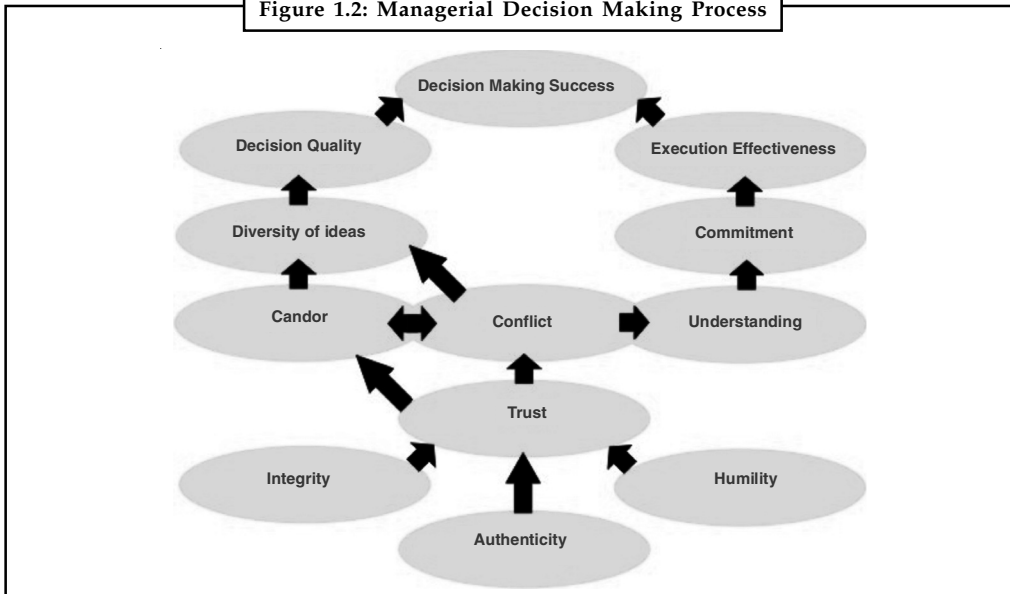 Figure 1.2: Managerial Decision Making Process
Decision Making Success
Decision Quality
Execution Effectiveness
Diversity of ideas
Commitment
Candor
Conflict
Understanding
Trust
Integrity
Humility
Authenticity